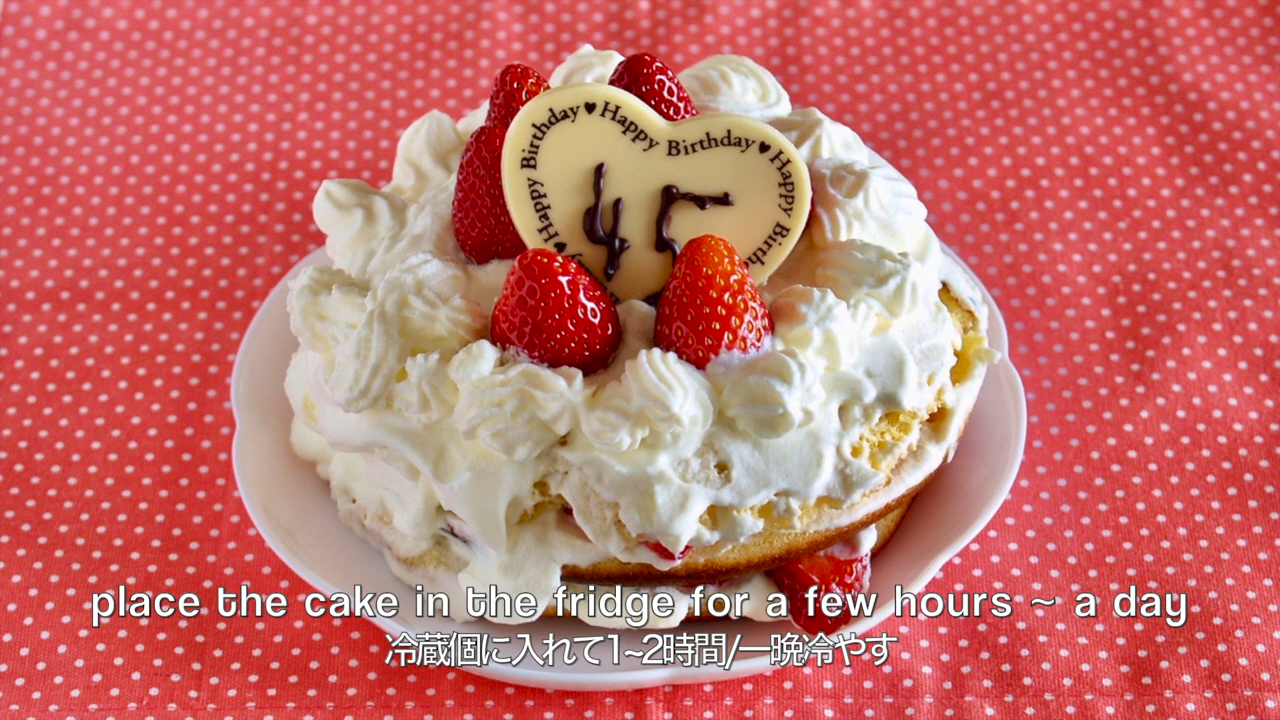 Happy Birthday♥Happy Birthday♥Happy Birth
45
place the cake in the fridge for a few hours ~ a day
冷蔵個に入れて1~2時間/一晩冷やす